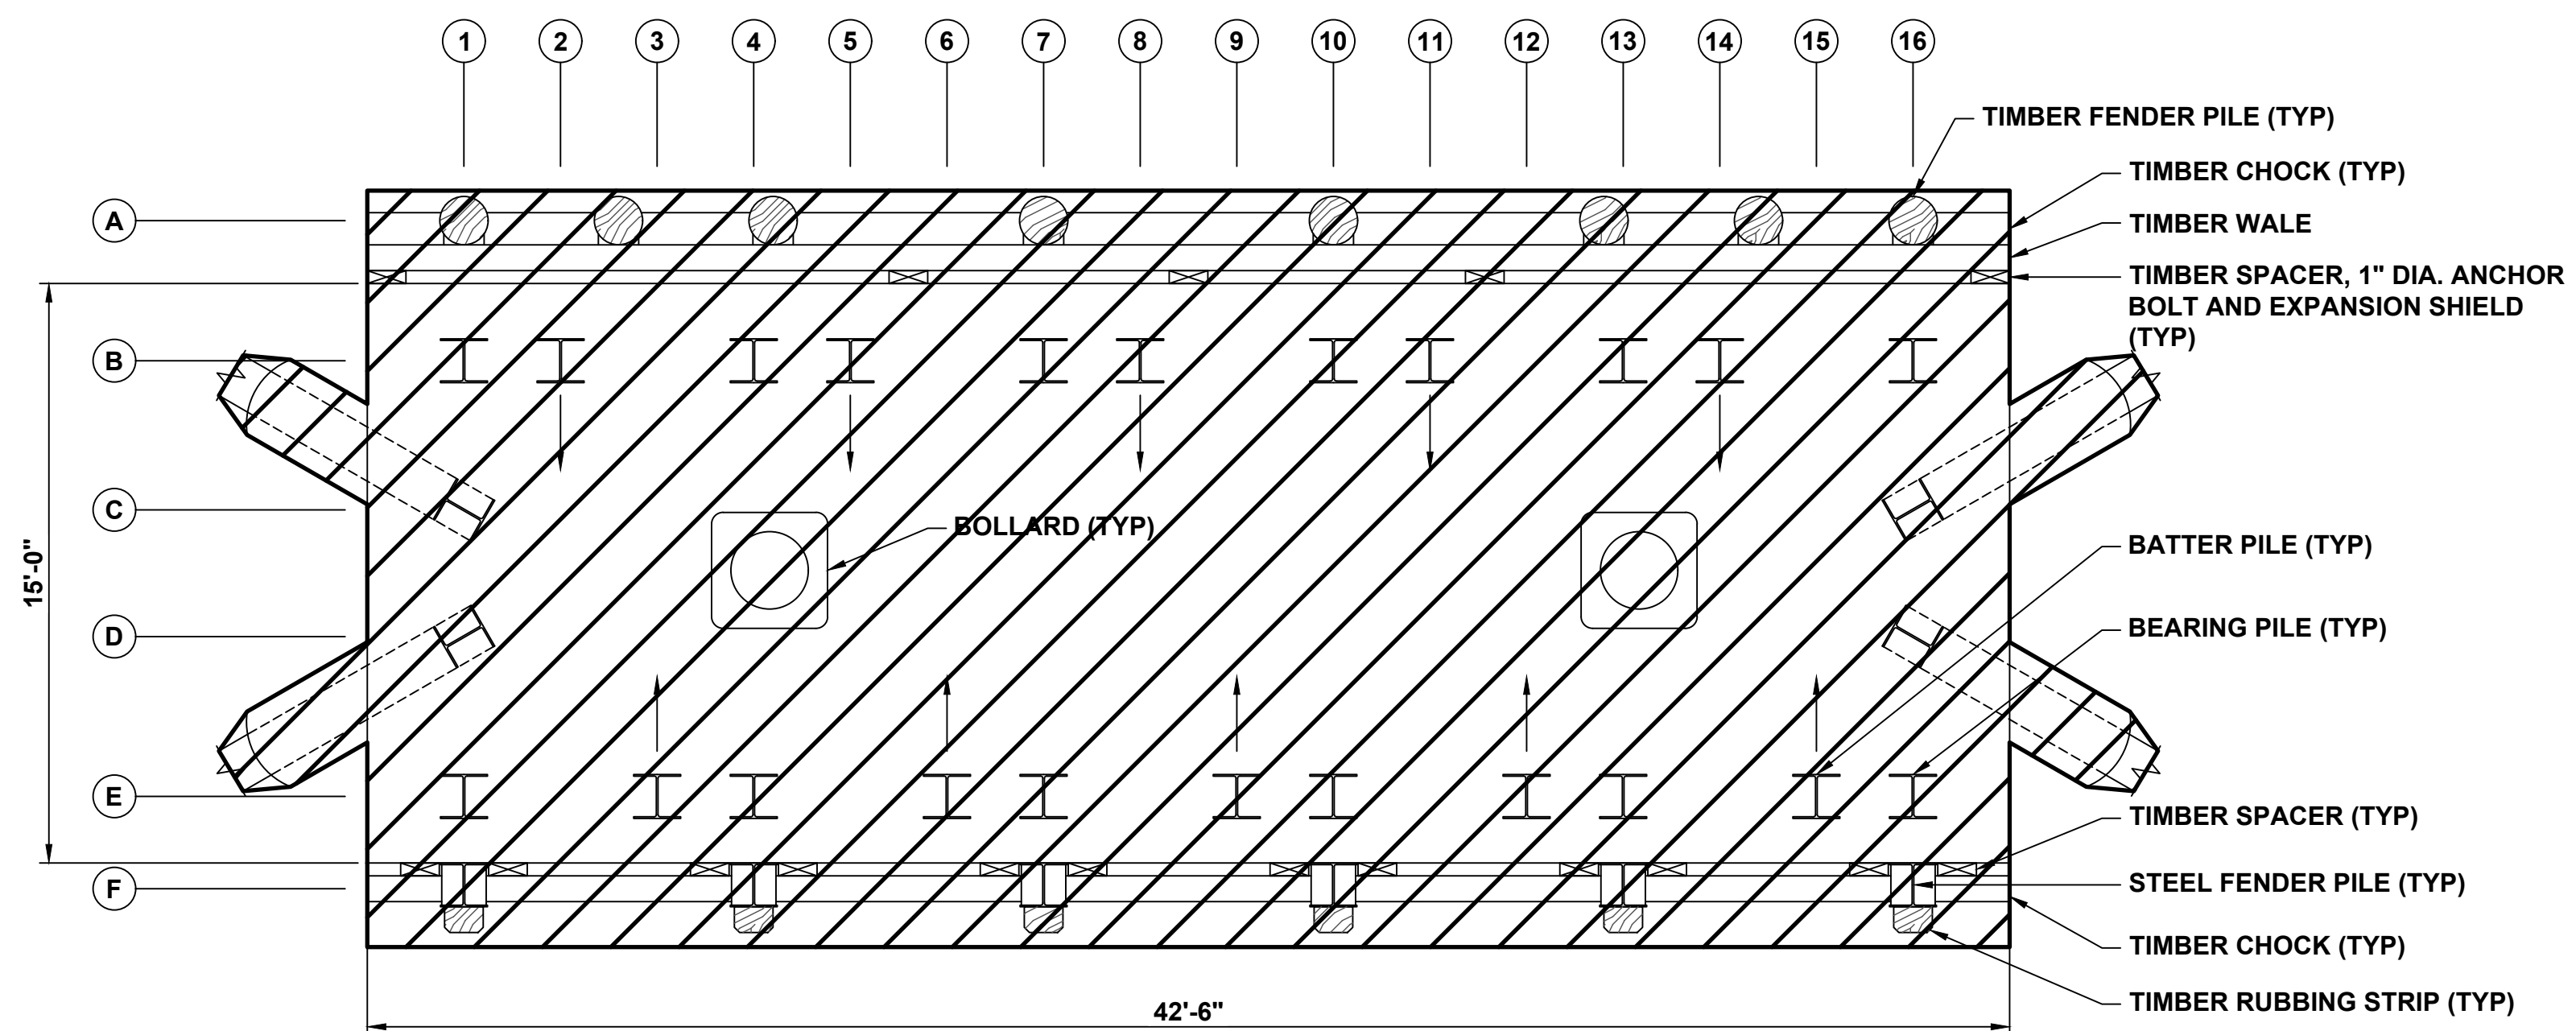 1 2 3 4 5 6 7 8 9 10 11 12 13 14 15 16
TIMBER FENDER PILE (TYP)
TIMBER CHOCK (TYP)
A
TIMBER WALE
TIMBER SPACER, 1" DIA. ANCHOR
BOLT AND EXPANSION SHIELD
(TYP)
B
C
BOLLARD (TYP)
BATTER PILE (TYP)
15'-0"
D
BEARING PILE (TYP)
E
TIMBER SPACER (TYP)
F
STEEL FENDER PILE (TYP)
TIMBER CHOCK (TYP)
TIMBER RUBBING STRIP (TYP)
42'-6"